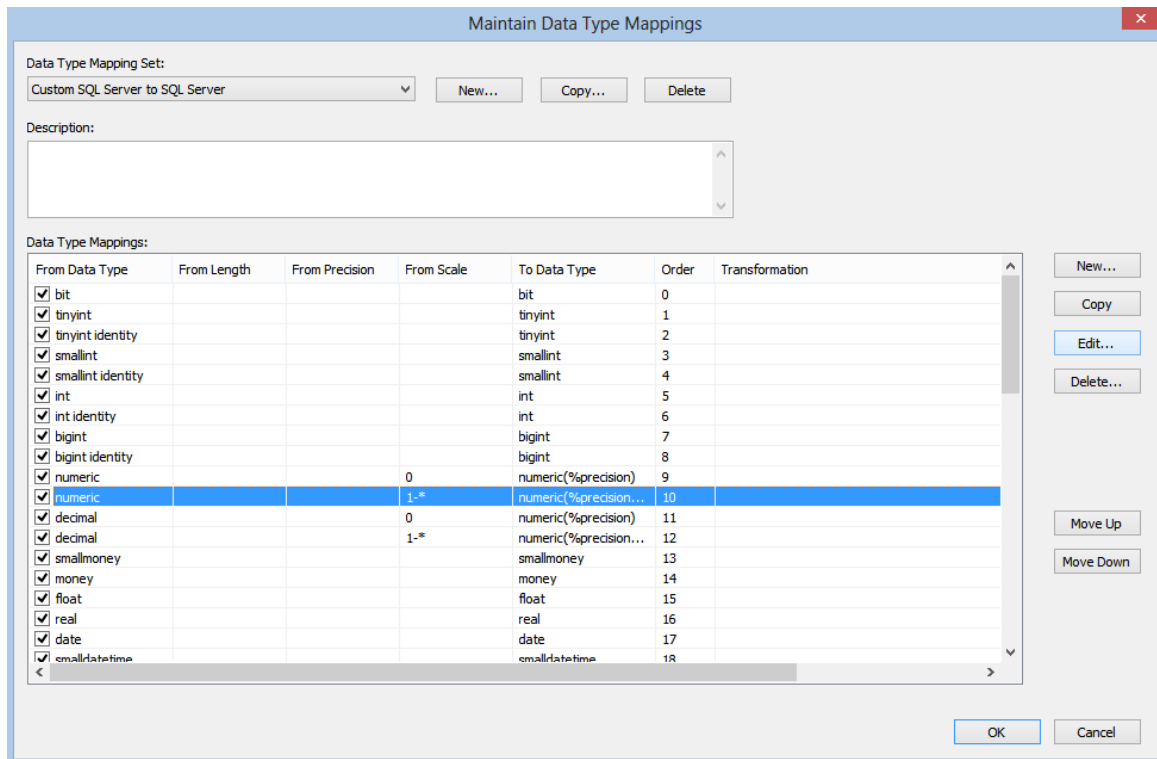 Maintain Data Type Mappings
Data Type Mapping Set:
Custom SQL Server to SQL Server New... Copy... Delete
Description:
Data Type Mappings:
From Data Type From Length From Precision From Scale To Data Type Order Transformation
bit bit 0
tinyint tinyint 1
tinyint identity tinyint 2
smallint smallint 3
smallint identity smallint 4
int int 5
int identity int 6
bigint bigint 7
bigint identity bigint 8
numeric 0 numeric(%precision) 9
numeric 1-* numeric(%precision... 10
decimal 0 numeric(%precision) 11
decimal 1-* numeric(%precision... 12
smallmoney smallmoney 13
money money 14
float float 15
real real 16
date date 17
smalldatetime smalldatetime 18
New...
Copy
Edit...
Delete...
Move Up
Move Down
OK Cancel